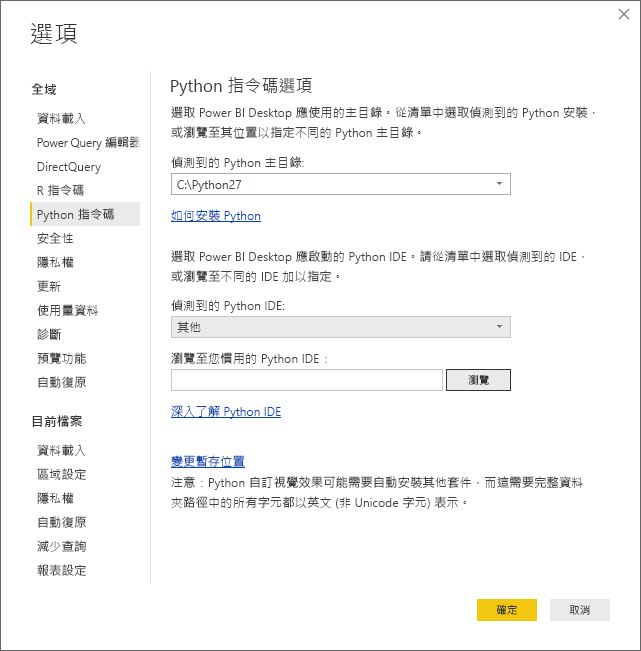 選項
全域
資料載入
Power Query 編輯器
DirectQuery
R 指令碼
Python 指令碼
安全性
隱私權
更新
使用量資料
診斷
預覽功能
自動復原
目前檔案
資料載入
區域設定
隱私權
自動復原
減少查詢
報表設定
Python 指令碼選項
選取 Power BI Desktop 應使用的主目錄。從清單中選取偵測到的 Python 安裝，
或瀏覽至其位置以指定不同的 Python 主目錄。
偵測到的 Python 主目錄:
C:\Python27
如何安裝 Python
選取 Power BI Desktop 應啟動的 Python IDE。請從清單中選取偵測到的 IDE，
或瀏覽至不同的 IDE 加以指定。
偵測到的 Python IDE:
其他
瀏覽至您慣用的 Python IDE：
瀏覽
深入了解 Python IDE
變更暫存位置
注意：Python 自訂視覺效果可能需要自動安裝其他套件，而這需要完整資料
夾路徑中的所有字元都以英文 (非 Unicode 字元) 表示。
確定
取消